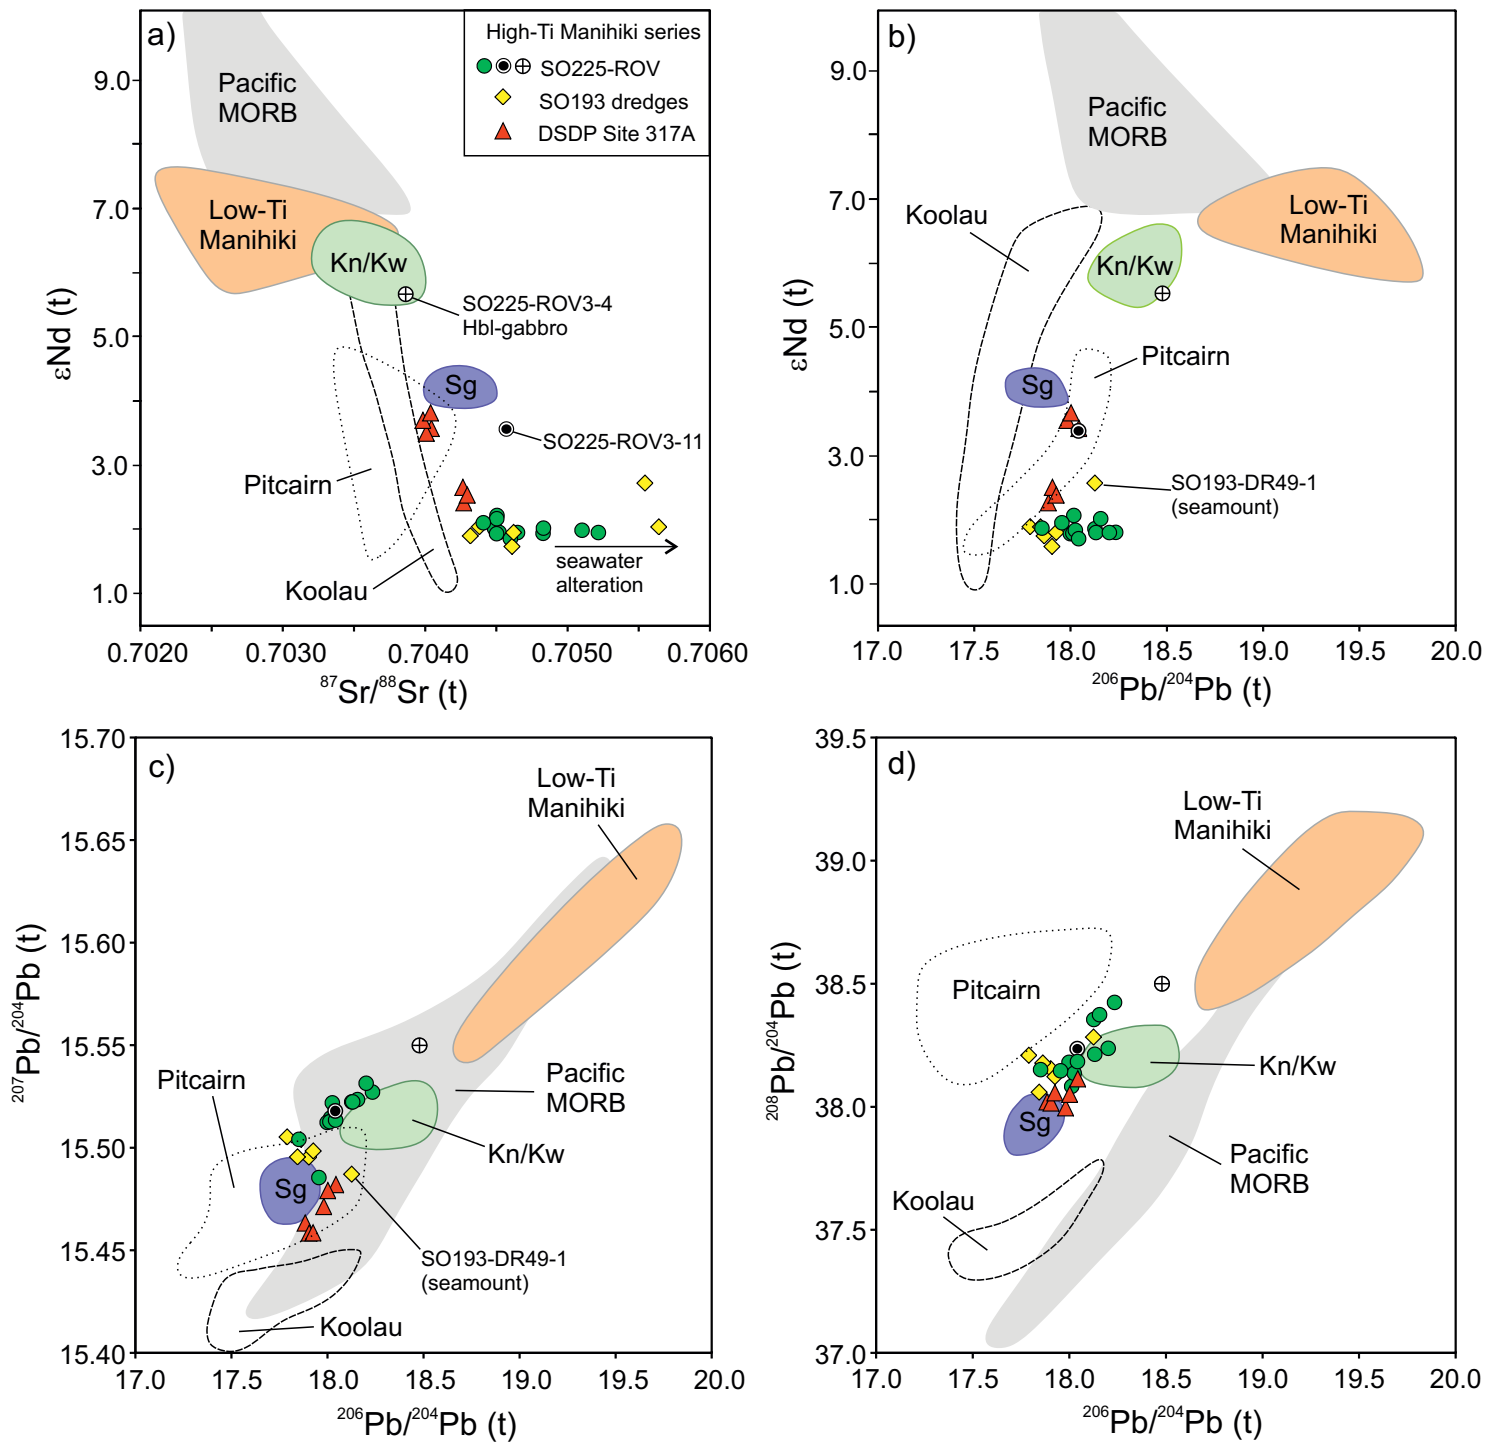 a)
High-Ti Manihiki series
SO225-ROV
SO193 dredges
DSDP Site 317A
Pacific
MORB
Low-Ti
Manihiki
Kn/Kw
SO225-ROV3-4
Hbl-gabbro
Sg
SO225-ROV3-11
Pitcairn
Koolau
seawater
alteration
9.0
7.0
5.0
3.0
1.0
εNd (t)
0.702
0.703
0.704
0.705
0.706
87Sr/88Sr (t)
b)
Pacific
MORB
Koolau
Low-Ti
Manihiki
Kn/Kw
Pitcairn
Sg
SO193-DR49-1
(seamount)
9.0
7.0
5.0
3.0
1.0
εNd (t)
17.0
17.5
18.0
18.5
19.0
19.5
20.0
206Pb/204Pb (t)
c)
Low-Ti
Manihiki
Pitcairn
Pacific
MORB
Kn/Kw
Sg
SO193-DR49-1
(seamount)
Koolau
15.70
15.65
15.60
15.55
15.50
15.45
15.40
207Pb/204Pb (t)
17.0
17.5
18.0
18.5
19.0
19.5
20.0
206Pb/204Pb (t)
d)
Low-Ti
Manihiki
Pitcairn
Kn/Kw
Sg
Pacific
MORB
Koolau
39.5
39.0
38.5
38.0
37.5
37.0
208Pb/204Pb (t)
17.0
17.5
18.0
18.5
19.0
19.5
20.0
206Pb/204Pb (t)